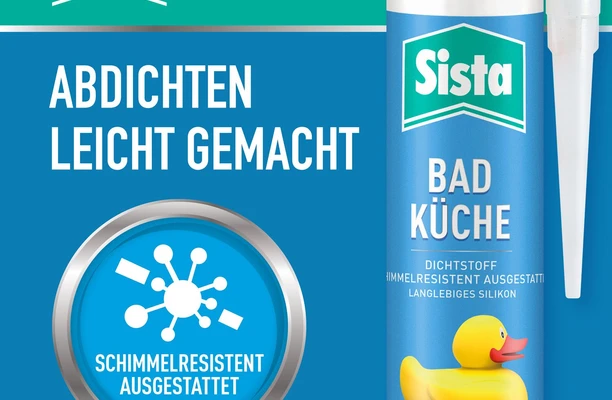 ABDICHTEN
LEICHT GEMACHT
SCHIMMELRESISTENT
AUSGESTATTET
Sista
BAD
KÜCHE
DICHTSTOFF
LANGLEBIGES SILIKON